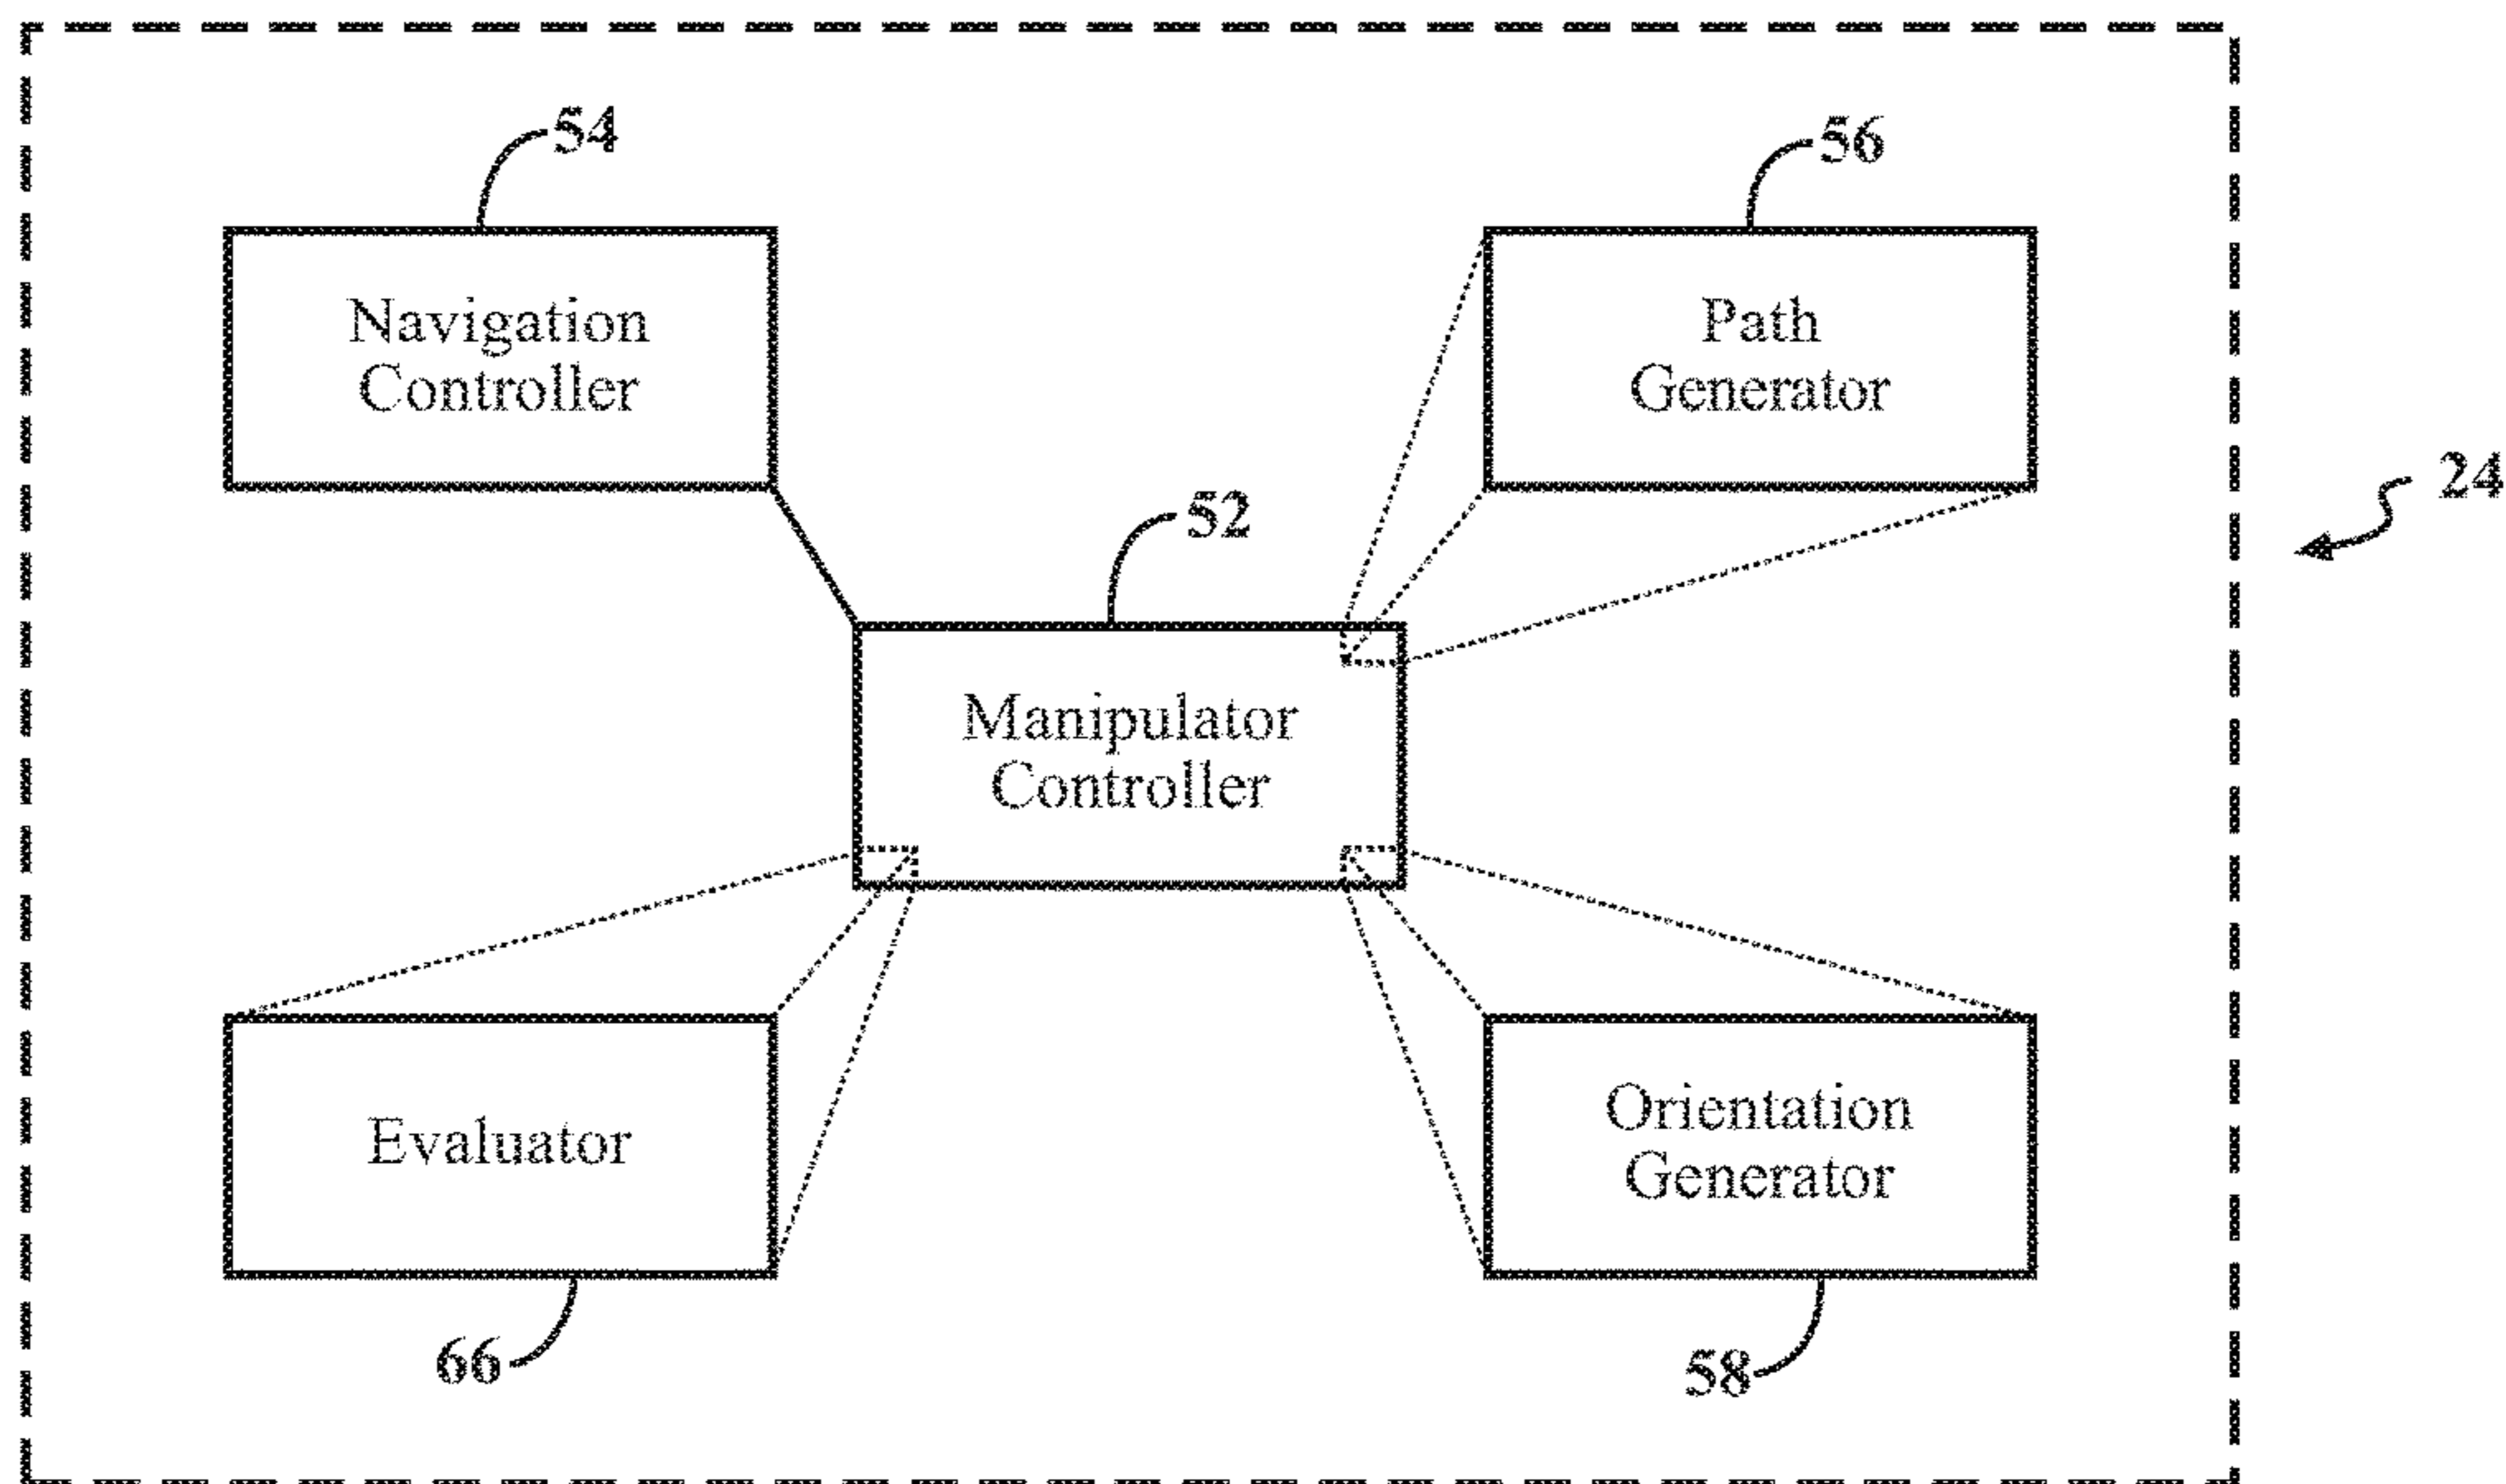 54
56
Navigation
Controller
Path
Generator
24
52
Manipulator
Controller
Evaluator
Orientation
Generator
66
58